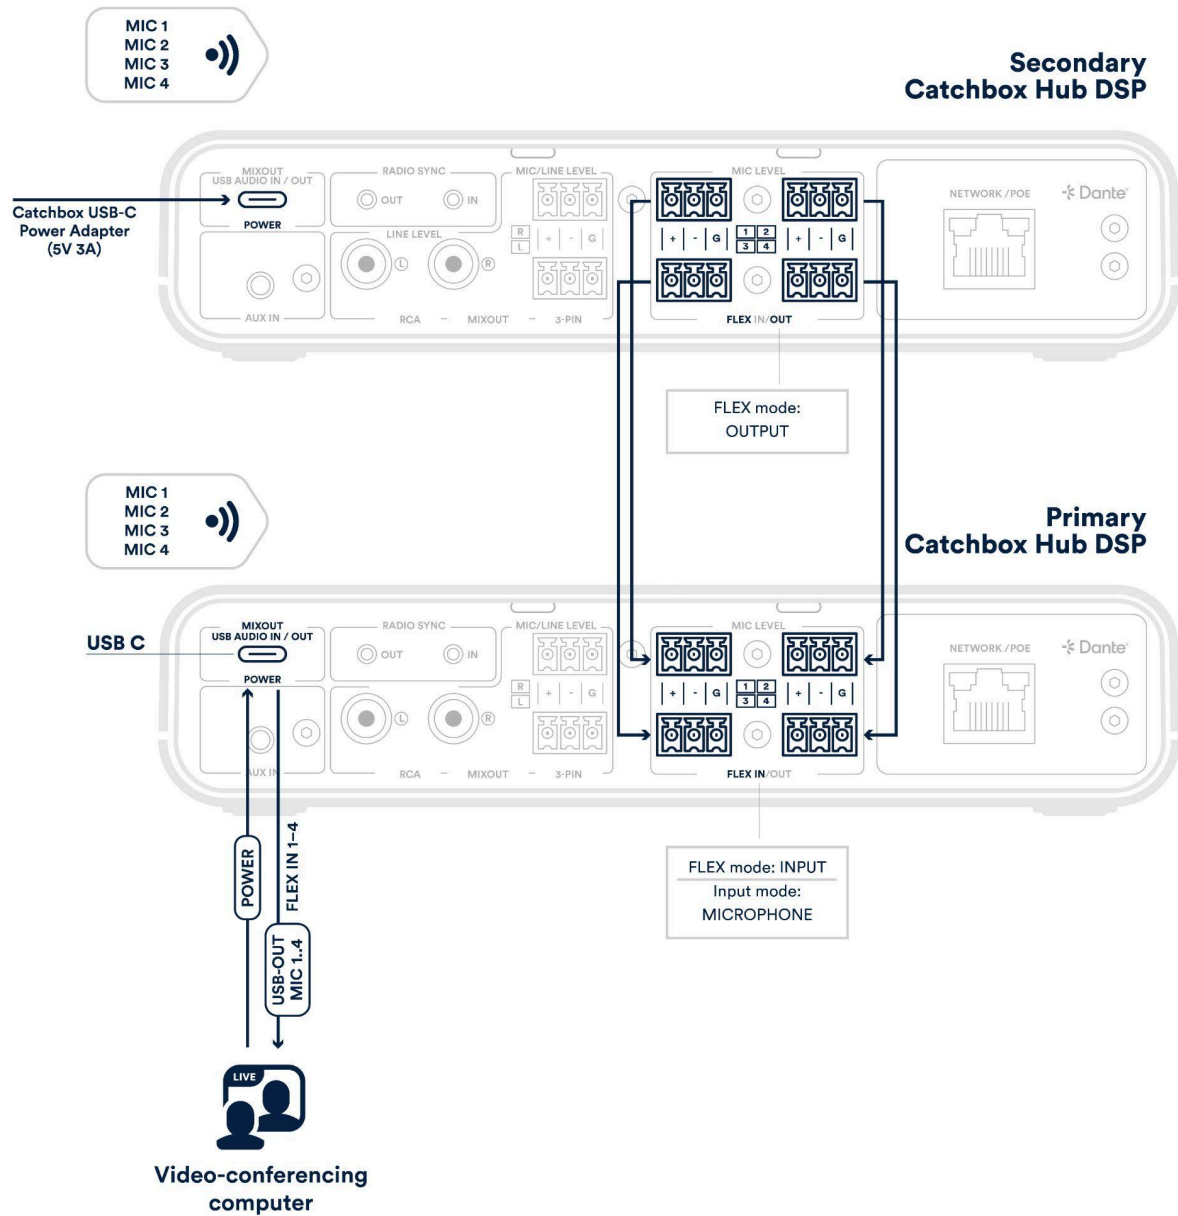 MIC 1
MIC 2
MIC 3
MIC 4
Secondary
Catchbox Hub DSP
MIXOUT
USB AUDIO IN / OUT
POWER
Catchbox USB-C
Power Adapter
(5V 3A)
AUX IN
RADIO SYNC
OUT
IN
LINE LEVEL
L
R
RCA – MIXOUT – 3-PIN
MIC/LINE LEVEL
R
L
+ - G
MIC LEVEL
+ - G
1 2
3 4
+ - G
FLEX IN/OUT
NETWORK / POE
Dante
FLEX mode:
OUTPUT
MIC 1
MIC 2
MIC 3
MIC 4
Primary
Catchbox Hub DSP
USB C
MIXOUT
USB AUDIO IN / OUT
POWER
AUX IN
RADIO SYNC
OUT
IN
L
R
RCA – MIXOUT – 3-PIN
MIC/LINE LEVEL
R
L
+ - G
MIC LEVEL
+ - G
1 2
3 4
+ - G
FLEX IN/OUT
NETWORK / POE
Dante
FLEX mode: INPUT
Input mode:
MICROPHONE
POWER
FLEX IN 1–4
USB-OUT
MIC 1..4
LIVE
Video-conferencing
computer